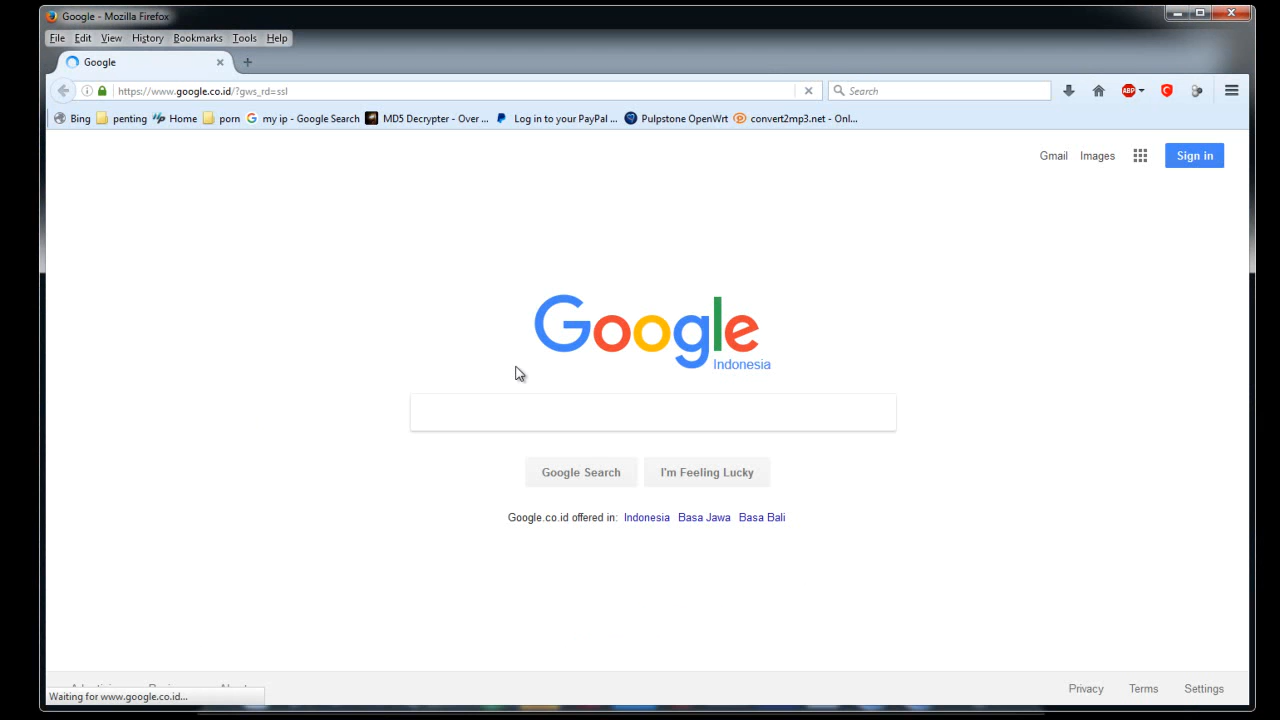 Google - Mozilla Firefox
File Edit View History Bookmarks Tools Help
Google
https://www.google.co.id/?gws_rd=ssl
Search
ABP
Bing penting Home porn my ip - Google Search MD5 Decrypter - Over ... Log in to your PayPal ... Pulpstone OpenWrt convert2mp3.net - Onl...
Gmail Images Sign in
Google
Indonesia
Google Search I'm Feeling Lucky
Google.co.id offered in: Indonesia Basa Jawa Basa Bali
Privacy Terms Settings
Waiting for www.google.co.id...